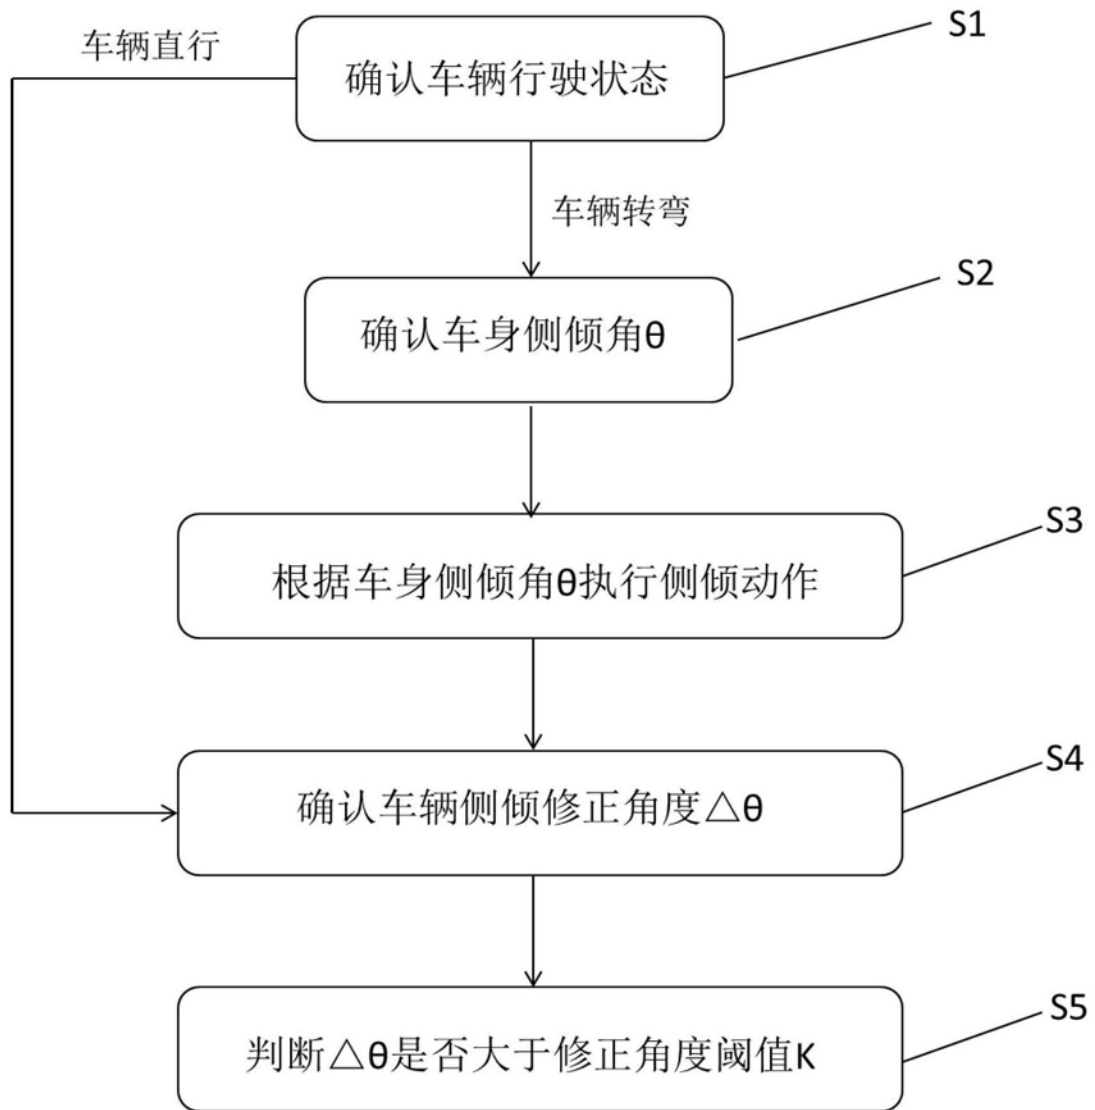 车辆直行
确认车辆行驶状态
S1
车辆转弯
确认车身侧倾角θ
S2
根据车身侧倾角θ执行侧倾动作
S3
确认车辆侧倾修正角度△θ
S4
判断△θ是否大于修正角度阈值K
S5